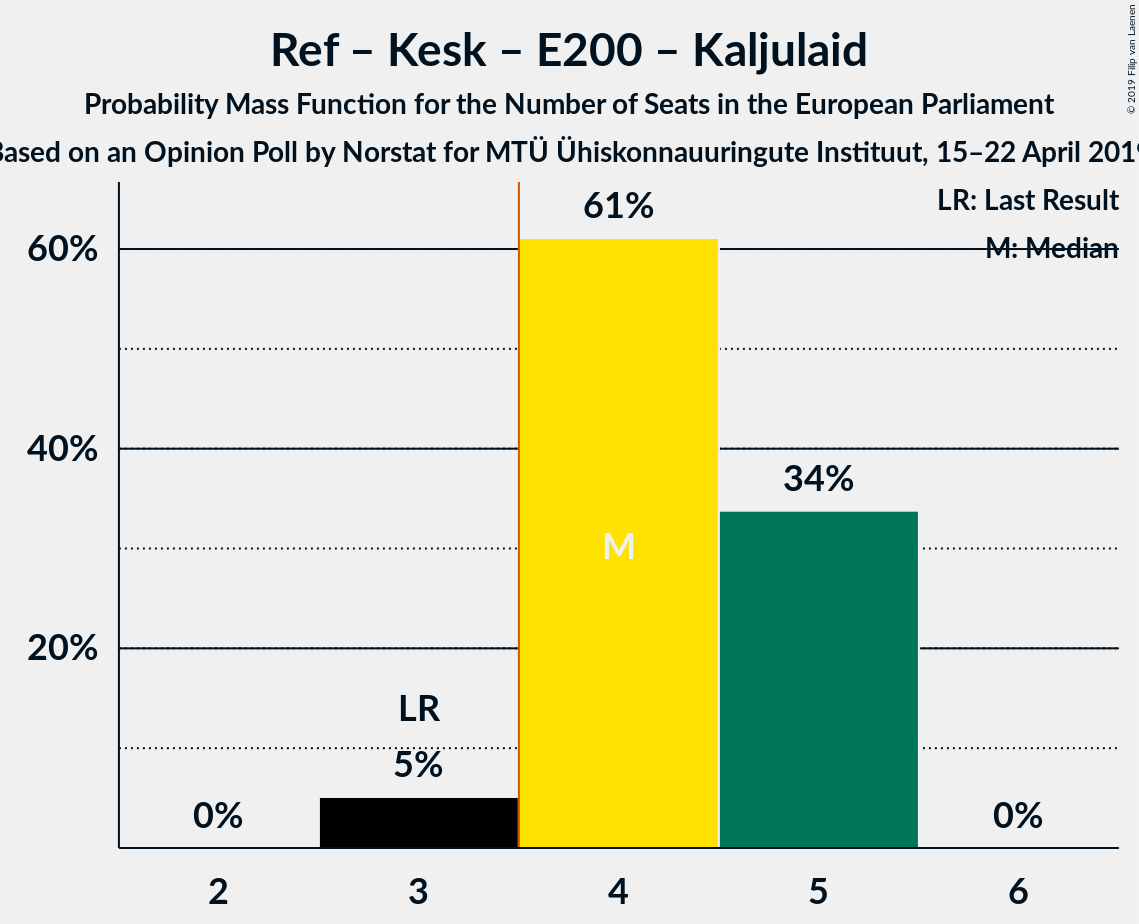 Ref – Kesk – E200 – Kaljulaid
Probability Mass Function for the Number of Seats in the European Parliament
Based on an Opinion Poll by Norstat for MTÜ Ühiskonnauuringute Instituut, 15–22 April 2019
© 2019 Filip van Laenen
LR: Last Result
M: Median
61%
60%
40%
34%
M
20%
LR
5%
0%
0%
2
3
4
5
6